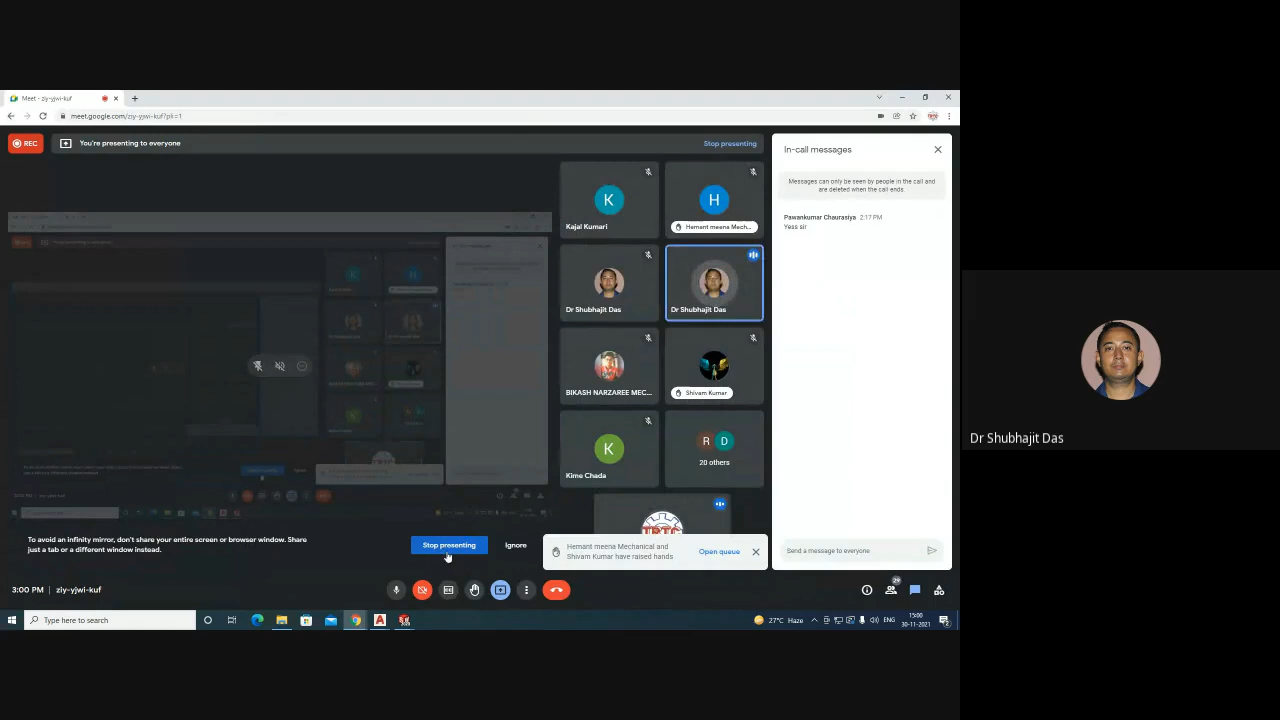 Meet - ziy-yjwi-kuf
meet.google.com/ziy-yjwi-kuf?pli=1
REC
You're presenting to everyone
Stop presenting
In-call messages
Messages can only be seen by people in the call and
are deleted when the call ends.
Pawankumar Chaurasiya 2:17 PM
Yess sir
K
Kajal Kumari
H
Hemant meena Mech...
Dr Shubhajit Das
Dr Shubhajit Das
BIKASH NARZAREE MEC...
Shivam Kumar
K
Kime Chada
R D
20 others
Dr Shubhajit Das
To avoid an infinity mirror, don't share your entire screen or browser window. Share
just a tab or a different window instead.
Stop presenting
Ignore
Hemant meena Mechanical and
Shivam Kumar have raised hands
Open queue
Send a message to everyone
3:00 PM | ziy-yjwi-kuf
29
Type here to search
27°C Haze
ENG
15:00
30-11-2021